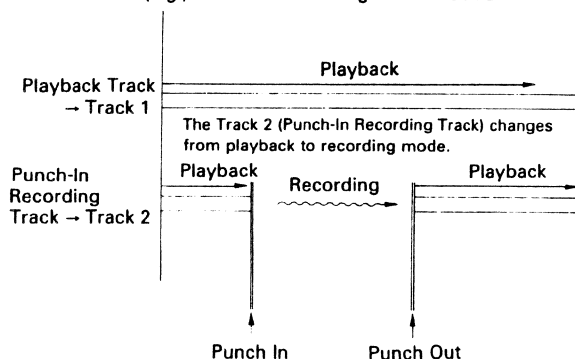 Playback
Playback Track
→ Track 1
The Track 2 (Punch-In Recording Track) changes
from playback to recording mode.
Punch-In
Recording
Track → Track 2
Playback
Recording
Playback
Punch In
Punch Out